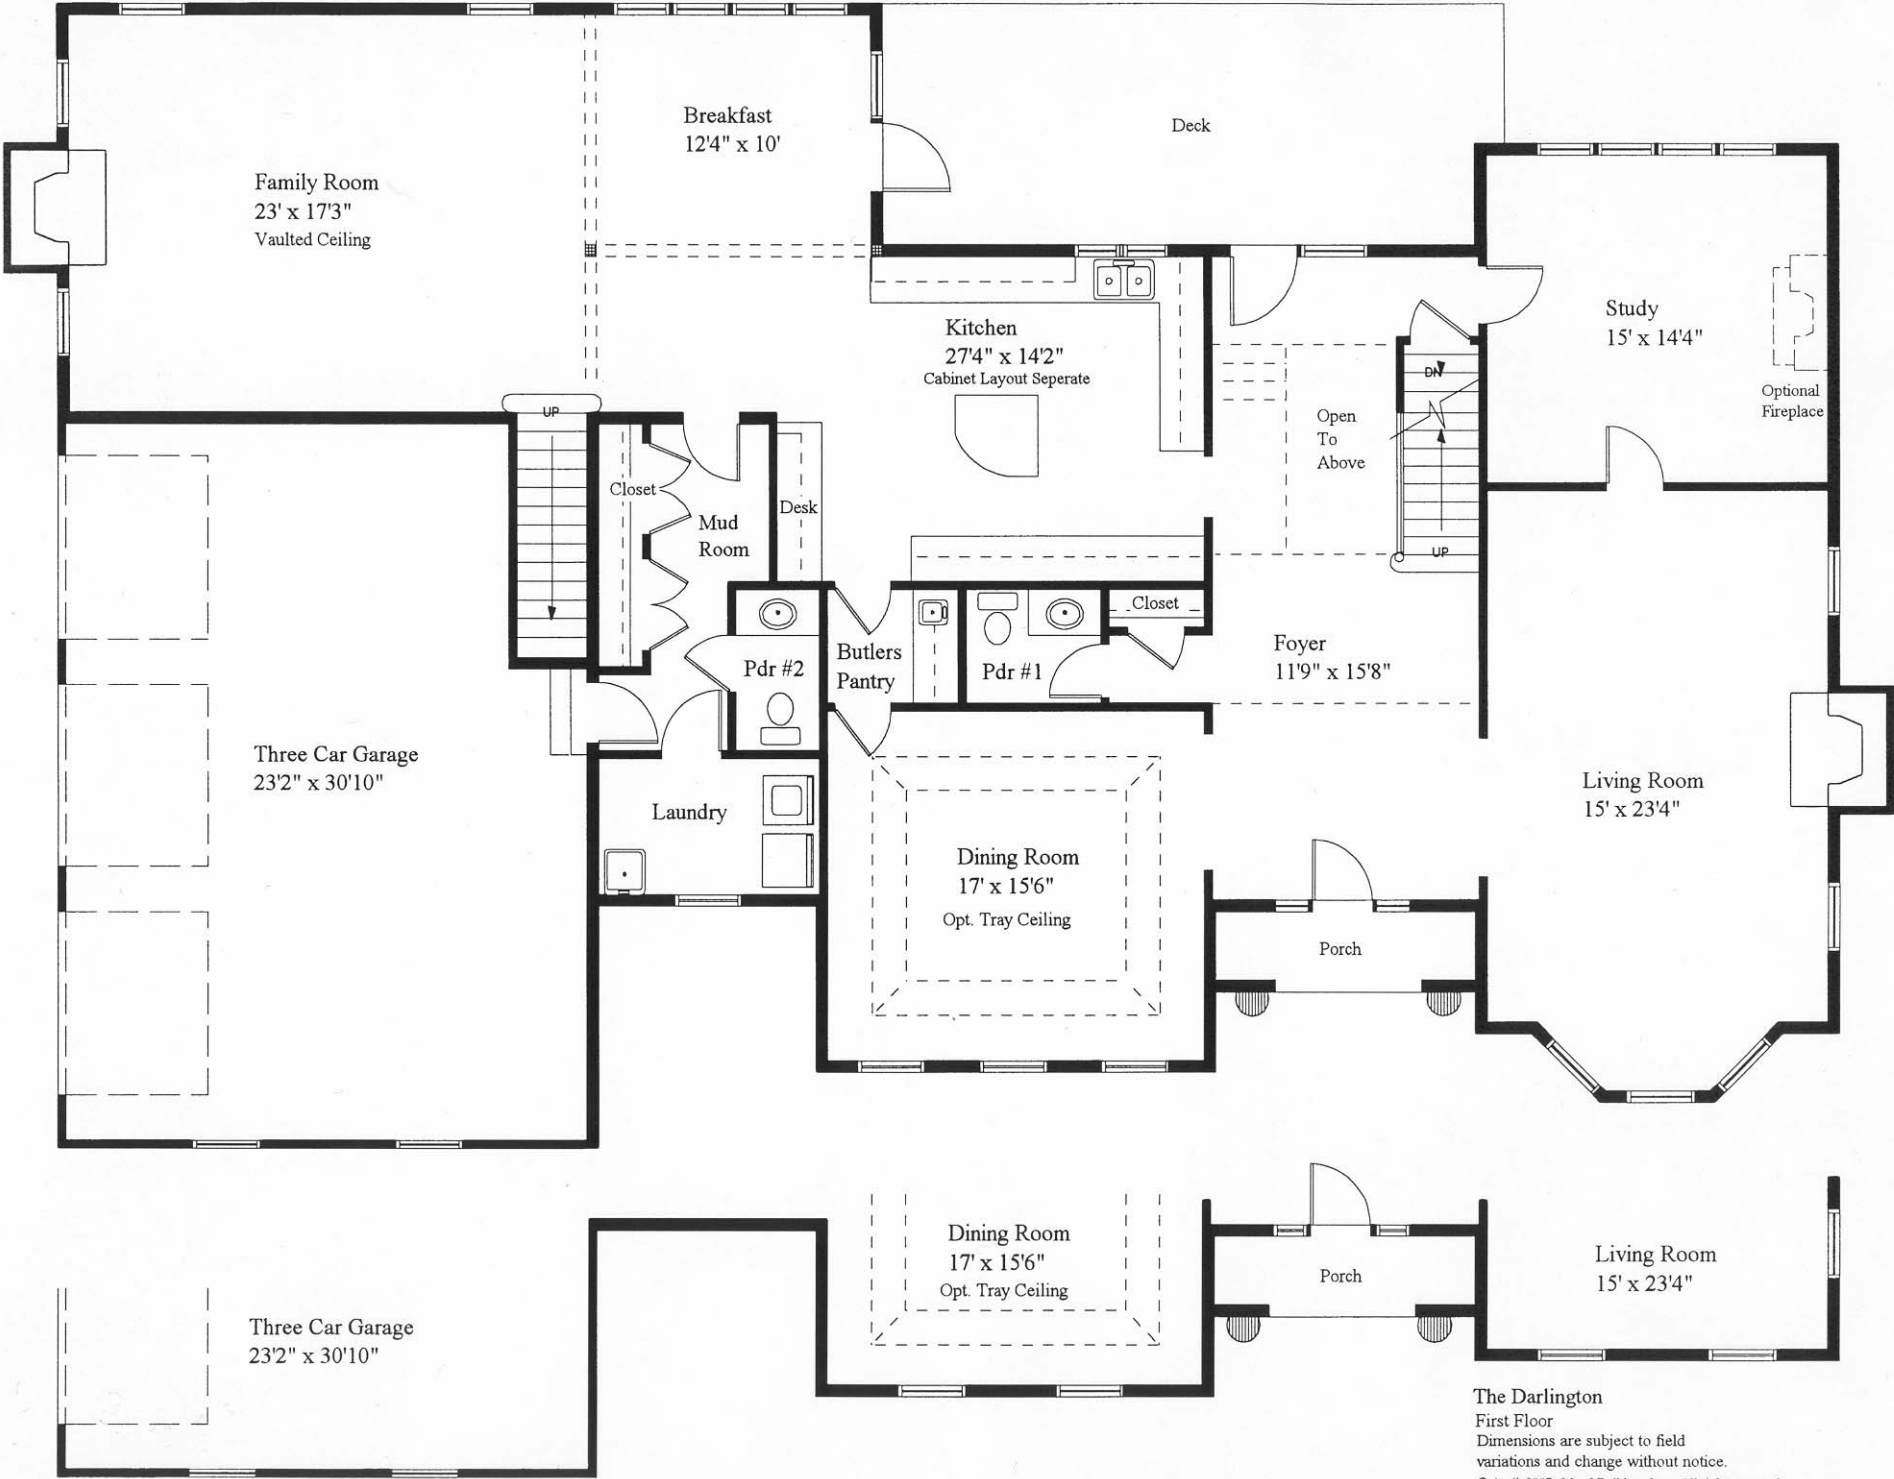 Breakfast
12'4" x 10'
Deck
Family Room
23' x 17'3"
Vaulted Ceiling
Kitchen
27'4" x 14'2"
Cabinet Layout Seperate
Study
15' x 14'4"
Optional
Fireplace
DN
UP
Open
To
Above
UP
Closet
Mud
Room
Desk
Closet
Foyer
11'9" x 15'8"
Butlers
Pantry
Pdr #1
Pdr #2
Three Car Garage
23'2" x 30'10"
Laundry
Living Room
15' x 23'4"
Dining Room
17' x 15'6"
Opt. Tray Ceiling
Porch
Dining Room
17' x 15'6"
Opt. Tray Ceiling
Porch
Living Room
15' x 23'4"
Three Car Garage
23'2" x 30'10"
The Darlington
First Floor
Dimensions are subject to field
variations and change without notice.